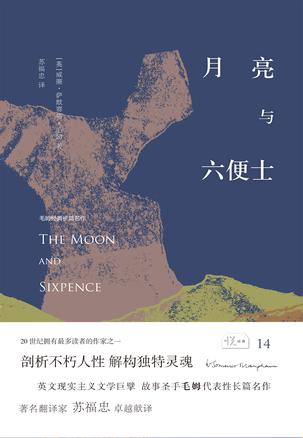 月亮
与
六便士
[英] 威廉·萨默塞特·毛姆 著
苏福忠 译
毛姆经典长篇名作
THE MOON
AND
SIXPENCE
20世纪拥有最多读者的作家之一
悦经典 14
剖析不朽人性 解构独特灵魂
W. Somerset Maugham
英文现实主义文学巨擘 故事圣手毛姆代表性长篇名作
著名翻译家 苏福忠 卓越献译